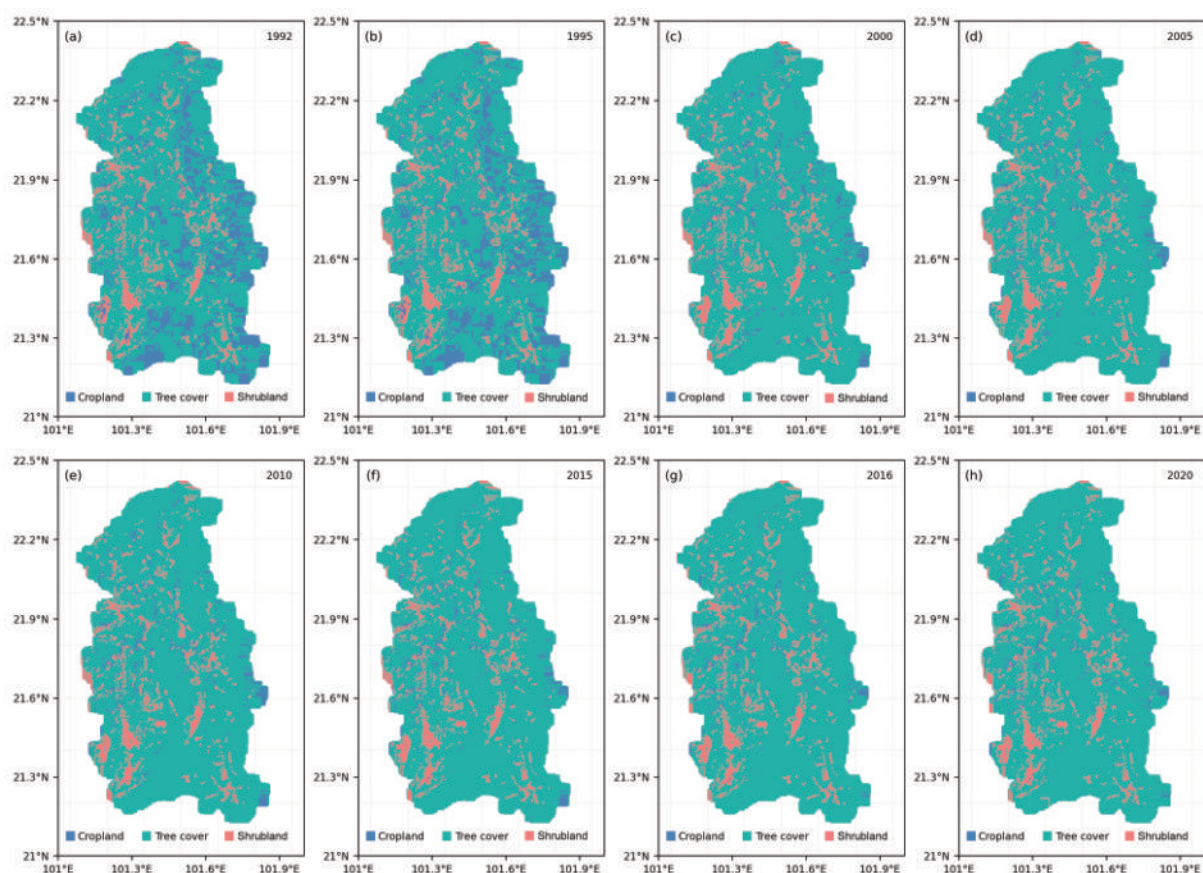 22.5°N (a) 1992 22.5°N (b) 1995 22.5°N (c) 2000 22.5°N (d) 2005
22.2°N 22.2°N 22.2°N 22.2°N
21.9°N 21.9°N 21.9°N 21.9°N
21.6°N 21.6°N 21.6°N 21.6°N
21.3°N 21.3°N 21.3°N 21.3°N
Cropland Tree cover Shrubland Cropland Tree cover Shrubland Cropland Tree cover Shrubland Cropland Tree cover Shrubland
21°N 21°N 21°N 21°N
101°E 101.3°E 101.6°E 101.9°E 101°E 101.3°E 101.6°E 101.9°E 101°E 101.3°E 101.6°E 101.9°E 101°E 101.3°E 101.6°E 101.9°E
22.5°N (e) 2010 22.5°N (f) 2015 22.5°N (g) 2016 22.5°N (h) 2020
22.2°N 22.2°N 22.2°N 22.2°N
21.9°N 21.9°N 21.9°N 21.9°N
21.6°N 21.6°N 21.6°N 21.6°N
21.3°N 21.3°N 21.3°N 21.3°N
Cropland Tree cover Shrubland Cropland Tree cover Shrubland Cropland Tree cover Shrubland Cropland Tree cover Shrubland
21°N 21°N 21°N 21°N
101°E 101.3°E 101.6°E 101.9°E 101°E 101.3°E 101.6°E 101.9°E 101°E 101.3°E 101.6°E 101.9°E 101°E 101.3°E 101.6°E 101.9°E